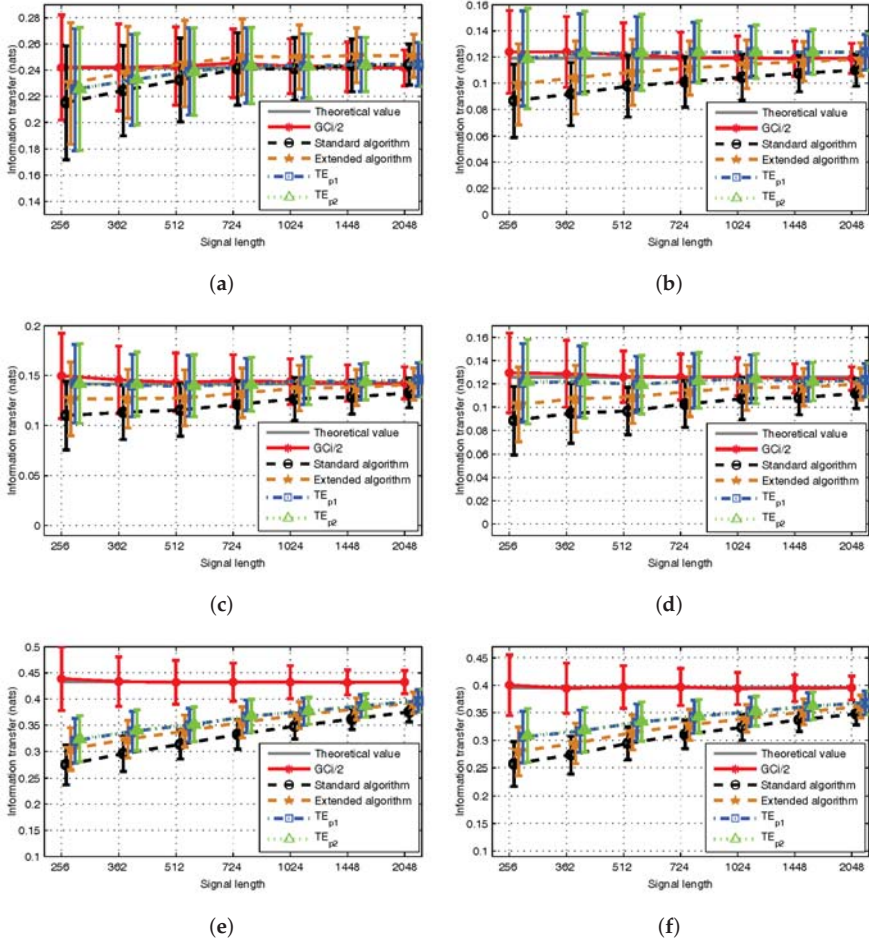 Information transfer (nats)
0.28
0.26
0.24
0.22
0.2
0.18
0.16
0.14
Theoretical value
GCi/2
Standard algorithm
Extended algorithm
TEp1
TEp2
256 362 512 724 1024 1448 2048
Signal length
(a)
Information transfer (nats)
0.16
0.14
0.12
0.1
0.08
0.06
0.04
0.02
0
Theoretical value
GCi/2
Standard algorithm
Extended algorithm
TEp1
TEp2
256 362 512 724 1024 1448 2048
Signal length
(b)
Information transfer (nats)
0.2
0.15
0.1
0.05
0
Theoretical value
GCi/2
Standard algorithm
Extended algorithm
TEp1
TEp2
256 362 512 724 1024 1448 2048
Signal length
(c)
Information transfer (nats)
0.16
0.14
0.12
0.1
0.08
0.06
0.04
0.02
0
Theoretical value
GCi/2
Standard algorithm
Extended algorithm
TEp1
TEp2
256 362 512 724 1024 1448 2048
Signal length
(d)
Information transfer (nats)
0.5
0.45
0.4
0.35
0.3
0.25
0.2
0.15
0.1
Theoretical value
GCi/2
Standard algorithm
Extended algorithm
TEp1
TEp2
256 362 512 724 1024 1448 2048
Signal length
(e)
Information transfer (nats)
0.45
0.4
0.35
0.3
0.25
0.2
0.15
0.1
Theoretical value
GCi/2
Standard algorithm
Extended algorithm
TEp1
TEp2
256 362 512 724 1024 1448 2048
Signal length
(f)